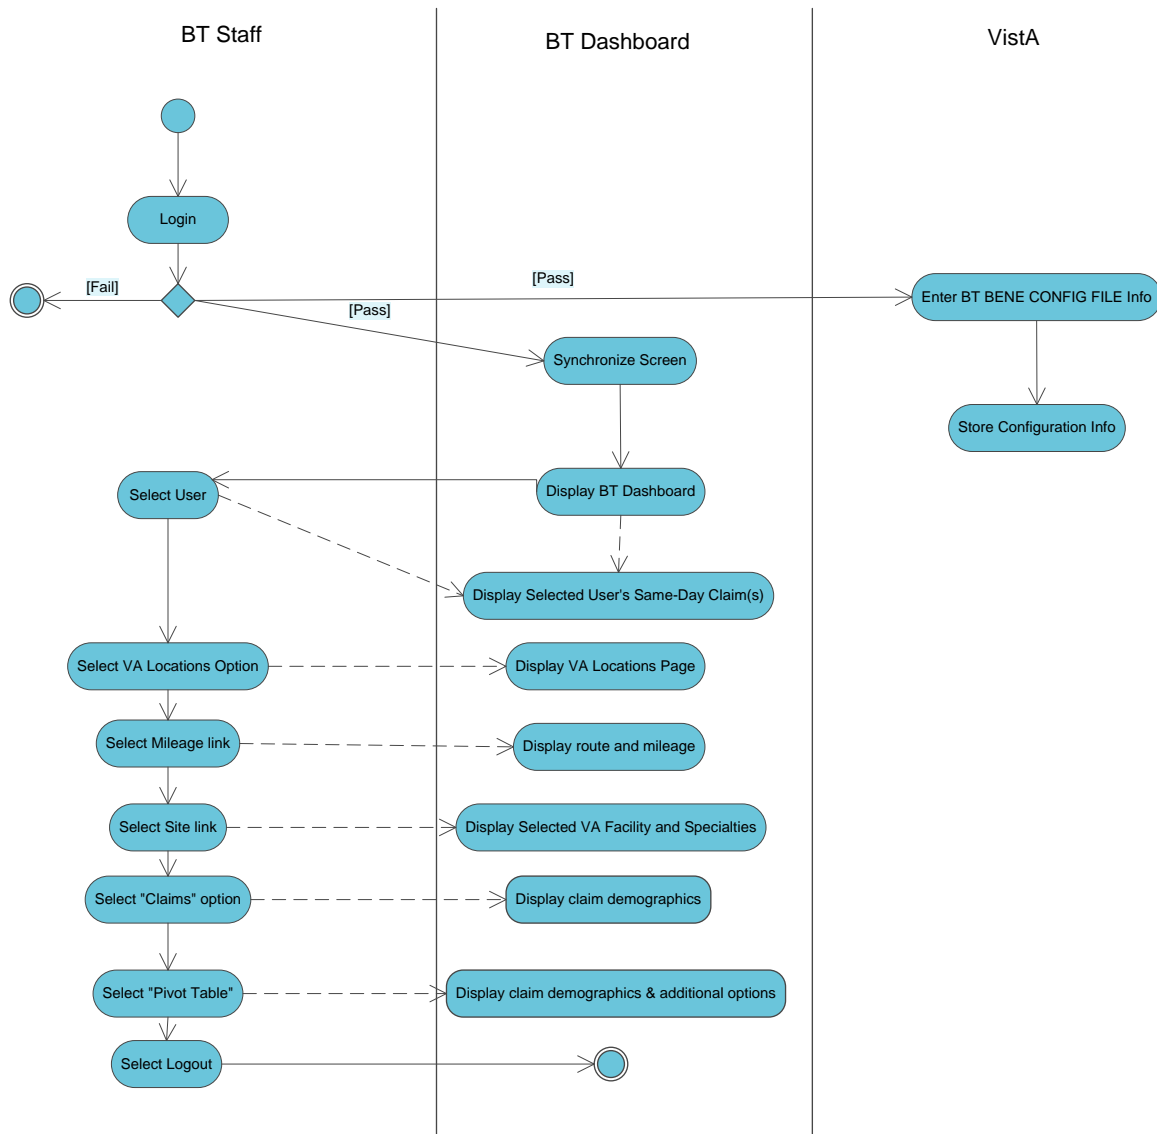 BT Staff
BT Dashboard
VistA
Login
[Fail]
[Pass]
[Pass]
Enter BT BENE CONFIG FILE Info
Synchronize Screen
Store Configuration Info
Select User
Display BT Dashboard
Display Selected User's Same-Day Claim(s)
Select VA Locations Option
Display VA Locations Page
Select Mileage link
Display route and mileage
Select Site link
Display Selected VA Facility and Specialties
Select "Claims" option
Display claim demographics
Select "Pivot Table"
Display claim demographics & additional options
Select Logout